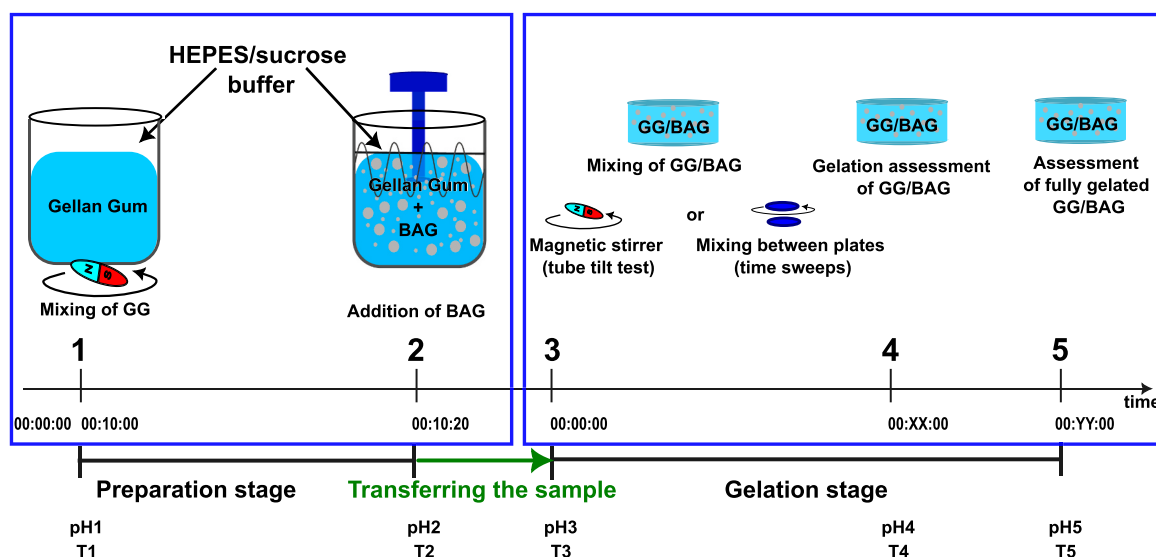 HEPES/sucrose
buffer
Gellan Gum
N S
Mixing of GG
Gellan Gum
+
BAG
Addition of BAG
GG/BAG
Mixing of GG/BAG
Magnetic stirrer
(tube tilt test)
or
Mixing between plates
(time sweeps)
GG/BAG
Gelation assessment
of GG/BAG
GG/BAG
Assessment
of fully gelated
GG/BAG
1 2 3 4 5
time
00:00:00 00:10:00 00:10:20 00:00:00 00:XX:00 00:YY:00
Preparation stage Transferring the sample Gelation stage
pH1 pH2 pH3 pH4 pH5
T1 T2 T3 T4 T5